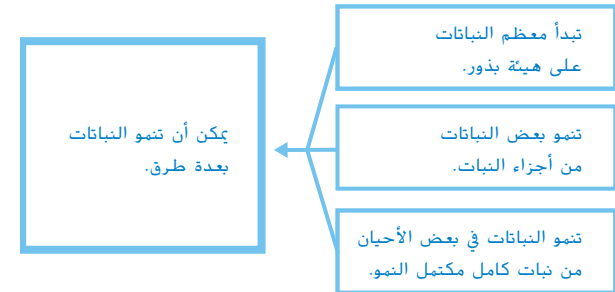 تبدأ معظم النباتات
على هيئة بذور.
تنمو بعض النباتات
من أجزاء النبات.
تنمو النباتات في بعض الأحيان
من نبات كامل مكتمل النمو.
يمكن أن تنمو النباتات
بعدة طرق.